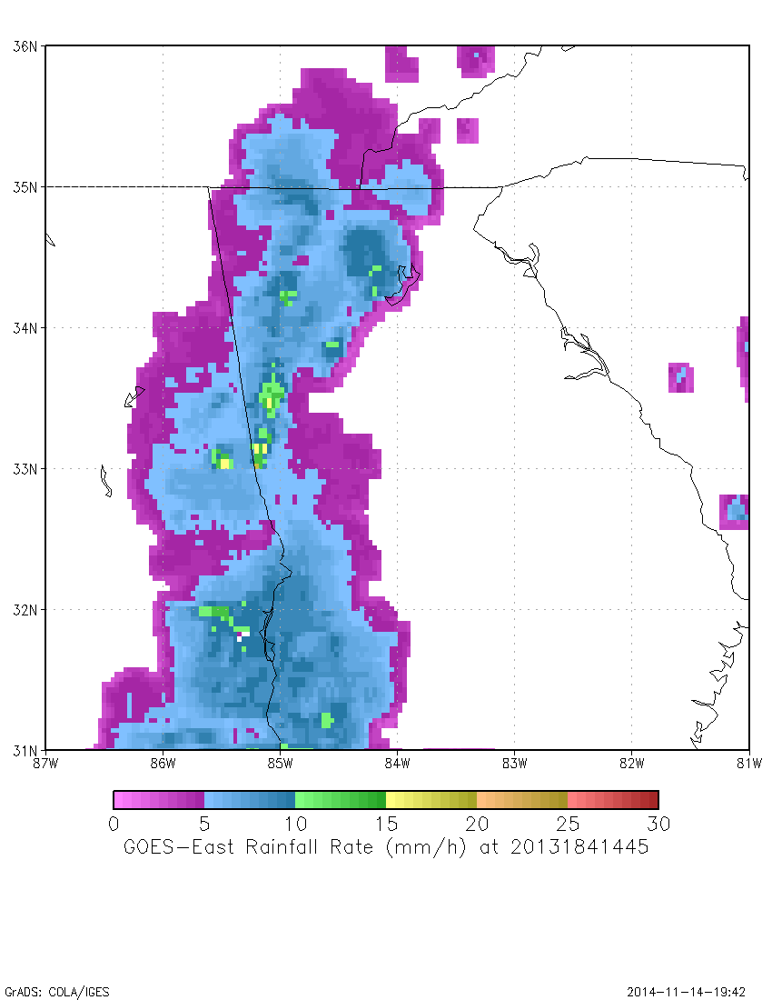 36N
35N
34N
33N
32N
31N
87W 86W 85W 84W 83W 82W 81W
0 5 10 15 20 25 30
GOES-East Rainfall Rate (mm/h) at 20131841445
GrADS: COLA/IGES 2014-11-14-19:42